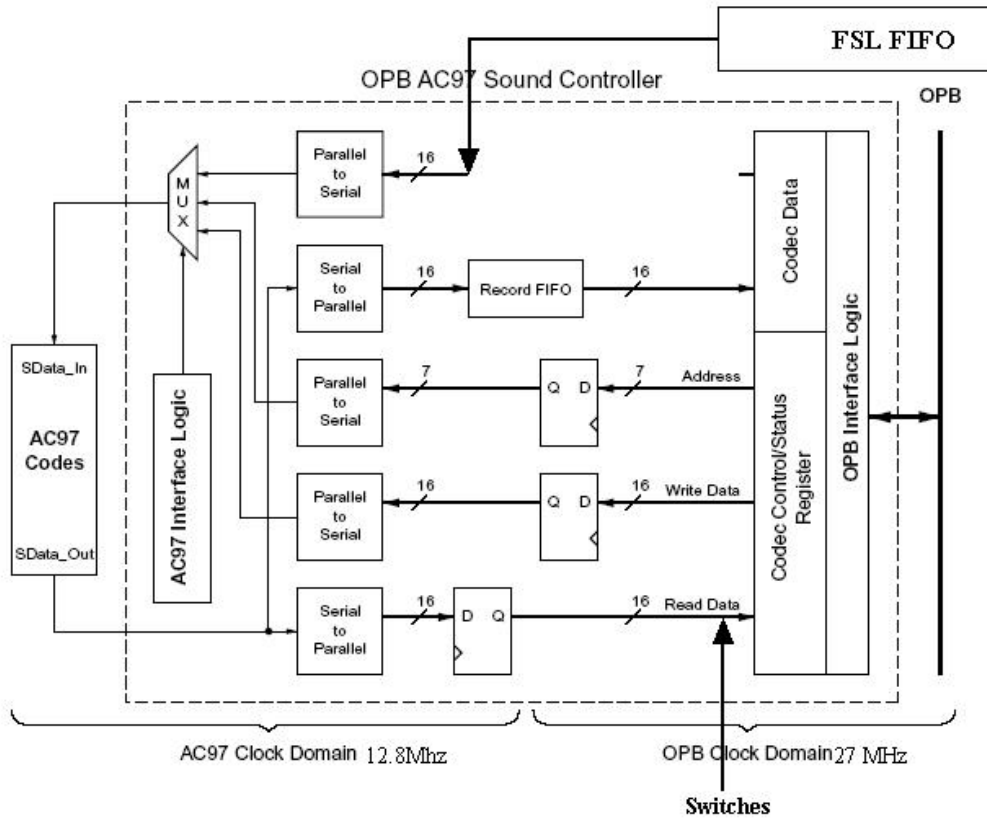 FSL FIFO
OPB AC97 Sound Controller
OPB
Parallel
to
Serial
16
M
U
X
Codec Data
Serial
to
Parallel
16
Record FIFO
16
SData_In
AC97
Codes
SData_Out
AC97 Interface Logic
Parallel
to
Serial
7
Q D
7
Address
Codec Control/Status
Register
OPB Interface Logic
Parallel
to
Serial
16
Q D
16
Write Data
Serial
to
Parallel
16
D Q
16
Read Data
AC97 Clock Domain 12.8Mhz
OPB Clock Domain 27 MHz
Switches